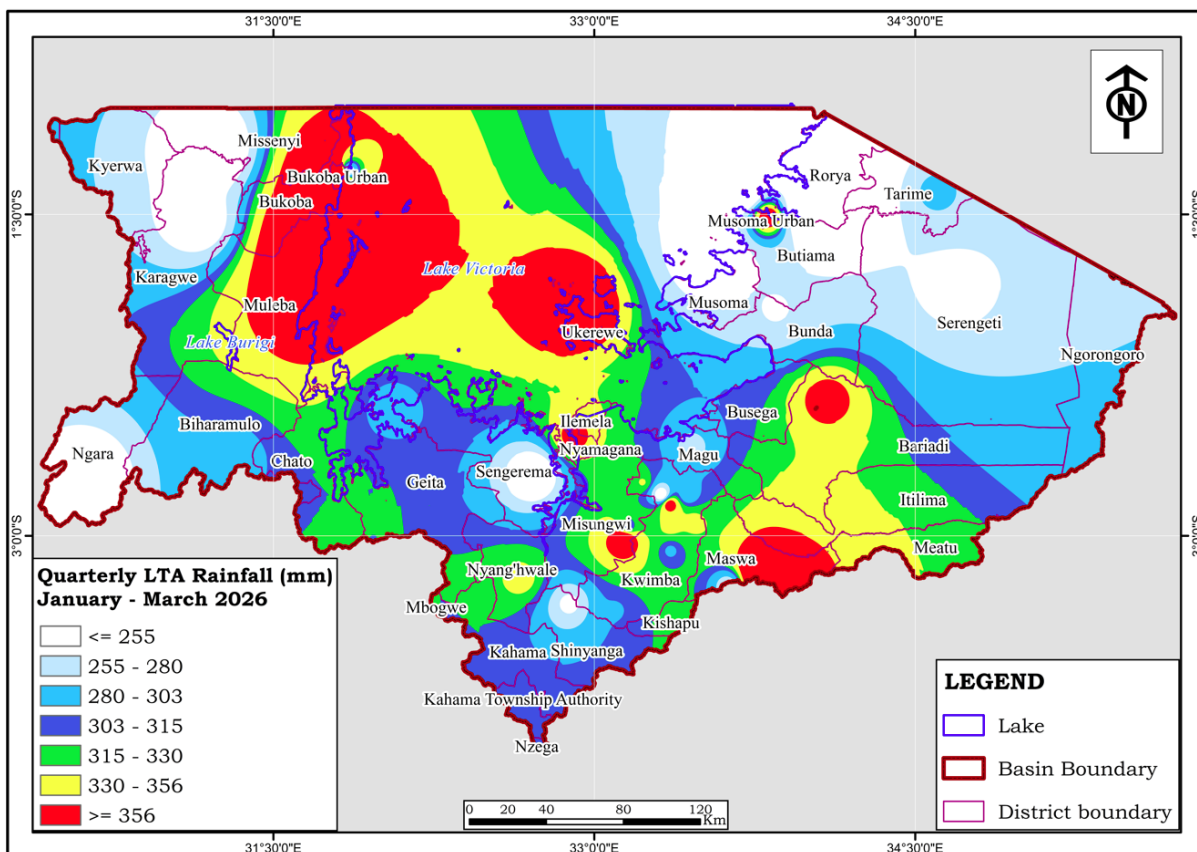 31°30'0"E 33°0'0"E 34°30'0"E
N
Missenyi
Kyerwa
Bukoba Urban
Bukoba
Rorya
Tarime
1°30'0"S
Musoma Urban
Butiama
Karagwe
Lake Victoria
Muleba
Musoma
Ukerewe
Bunda
Serengeti
Lake Burigi
Ngorongoro
Biharamulo
Ilemela
Busega
Nyamagana
Bariadi
Ngara
Chato
Geita
Sengerema
Magu
Itilima
Misungwi
3°0'0"S
Meatu
Nyang'hwale
Kwimba
Maswa
Mbogwe
Kishapu
Kahama
Shinyanga
Kahama Township Authority
Nzega
Quarterly LTA Rainfall (mm)
January - March 2026
<= 255
255 - 280
280 - 303
303 - 315
315 - 330
330 - 356
>= 356
0 20 40 80 120
Km
LEGEND
Lake
Basin Boundary
District boundary
31°30'0"E 33°0'0"E 34°30'0"E